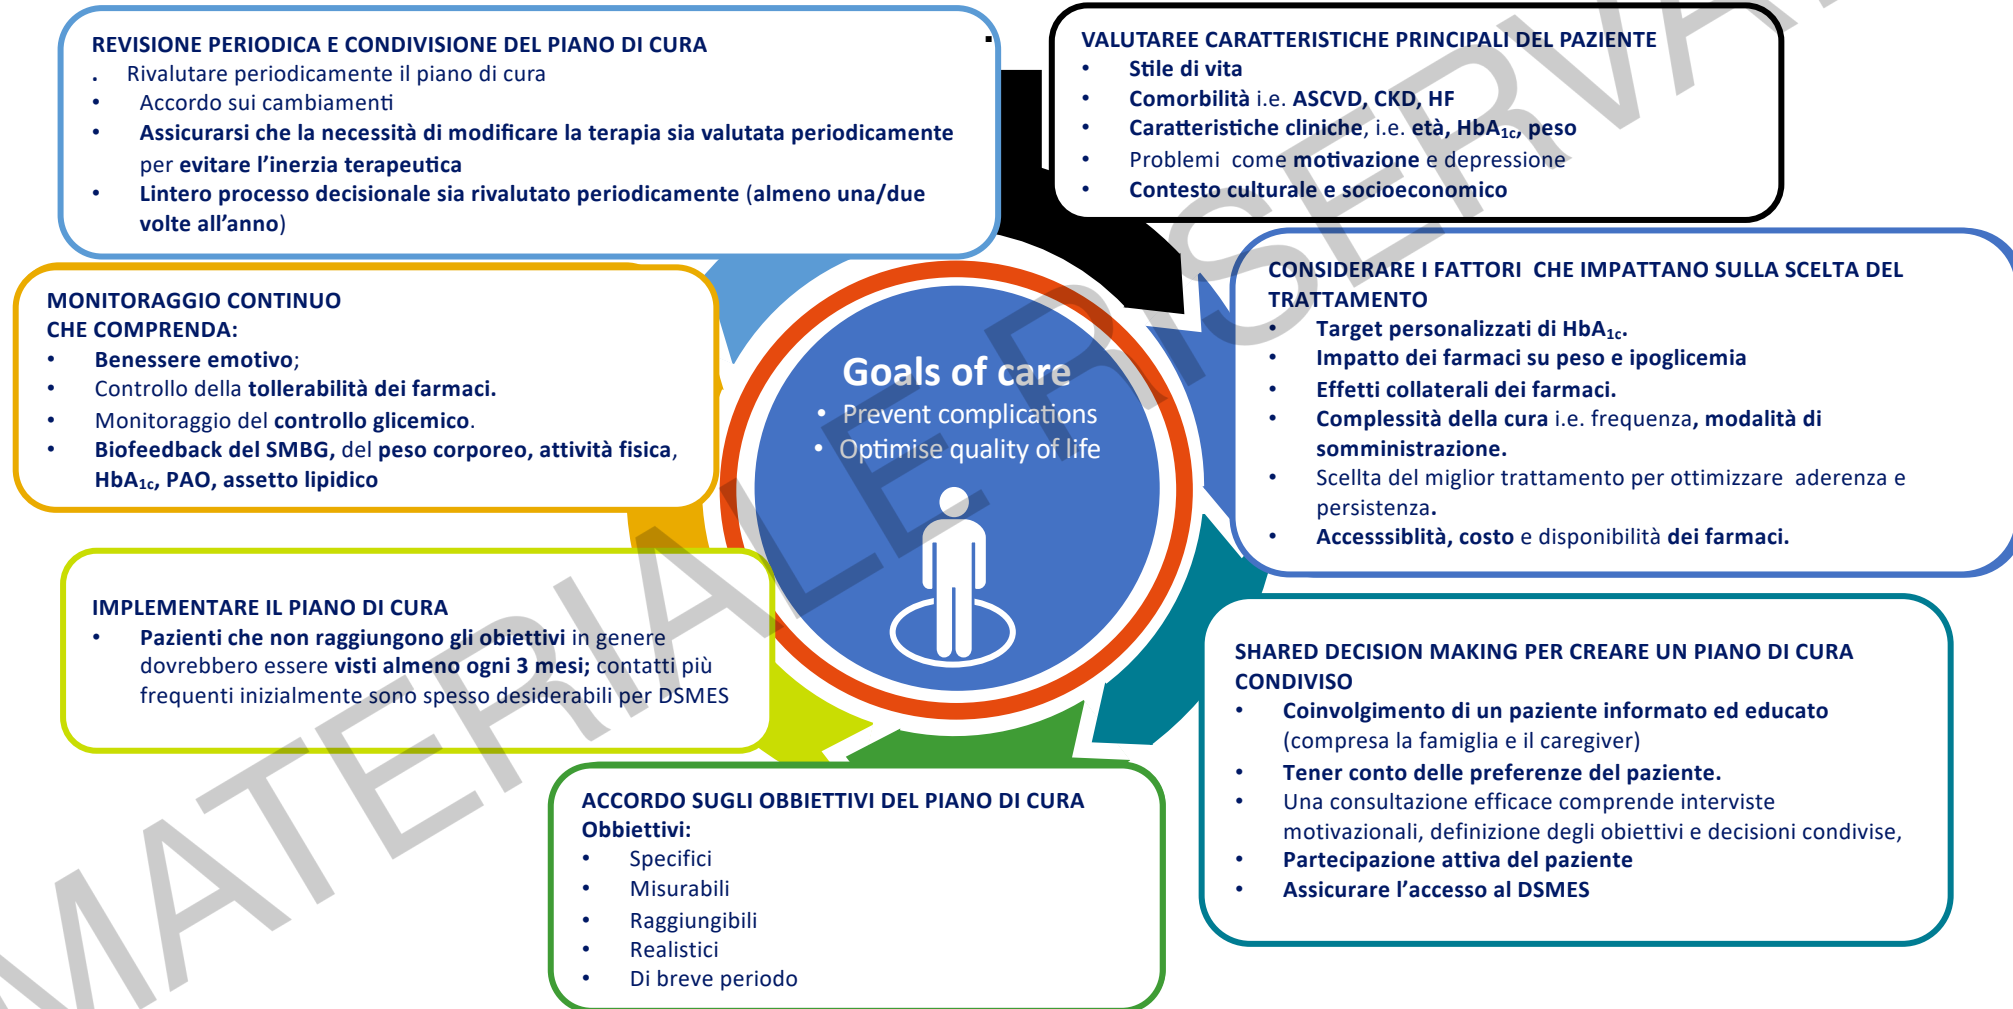 REVISIONE PERIODICA E CONDIVISIONE DEL PIANO DI CURA
. Rivalutare periodicamente il piano di cura
• Accordo sui cambiamenti
• Assicurarsi che la necessità di modificare la terapia sia valutata periodicamente
per evitare l'inerzia terapeutica
• Lintero processo decisionale sia rivalutato periodicamente (almeno una/due
volte all'anno)
.
VALUTAREE CARATTERISTICHE PRINCIPALI DEL PAZIENTE
• Stile di vita
• Comorbilità i.e. ASCVD, CKD, HF
• Caratteristiche cliniche, i.e. età, HbA1c, peso
• Problemi come motivazione e depressione
• Contesto culturale e socioeconomico
CONSIDERARE I FATTORI CHE IMPATTANO SULLA SCELTA DEL
TRATTAMENTO
• Target personalizzati di HbA1c.
• Impatto dei farmaci su peso e ipoglicemia
• Effetti collaterali dei farmaci.
• Complessità della cura i.e. frequenza, modalità di
somministrazione.
• Scellta del miglior trattamento per ottimizzare aderenza e
persistenza.
• Accesssiblità, costo e disponibilità dei farmaci.
SHARED DECISION MAKING PER CREARE UN PIANO DI CURA
CONDIVISO
• Coinvolgimento di un paziente informato ed educato
(compresa la famiglia e il caregiver)
• Tener conto delle preferenze del paziente.
• Una consultazione efficace comprende interviste
motivazionali, definizione degli obiettivi e decisioni condivise,
• Partecipazione attiva del paziente
• Assicurare l'accesso al DSMES
ACCORDO SUGLI OBBIETTIVI DEL PIANO DI CURA
Obbiettivi:
• Specifici
• Misurabili
• Raggiungibili
• Realistici
• Di breve periodo
IMPLEMENTARE IL PIANO DI CURA
• Pazienti che non raggiungono gli obiettivi in genere
dovrebbero essere visti almeno ogni 3 mesi; contatti più
frequenti inizialmente sono spesso desiderabili per DSMES
MONITORAGGIO CONTINUO
CHE COMPRENDA:
• Benessere emotivo;
• Controllo della tollerabilità dei farmaci.
• Monitoraggio del controllo glicemico.
• Biofeedback del SMBG, del peso corporeo, attività fisica,
HbA1c, PAO, assetto lipidico
Goals of care
• Prevent complications
• Optimise quality of life
MATERIALE RISERVA